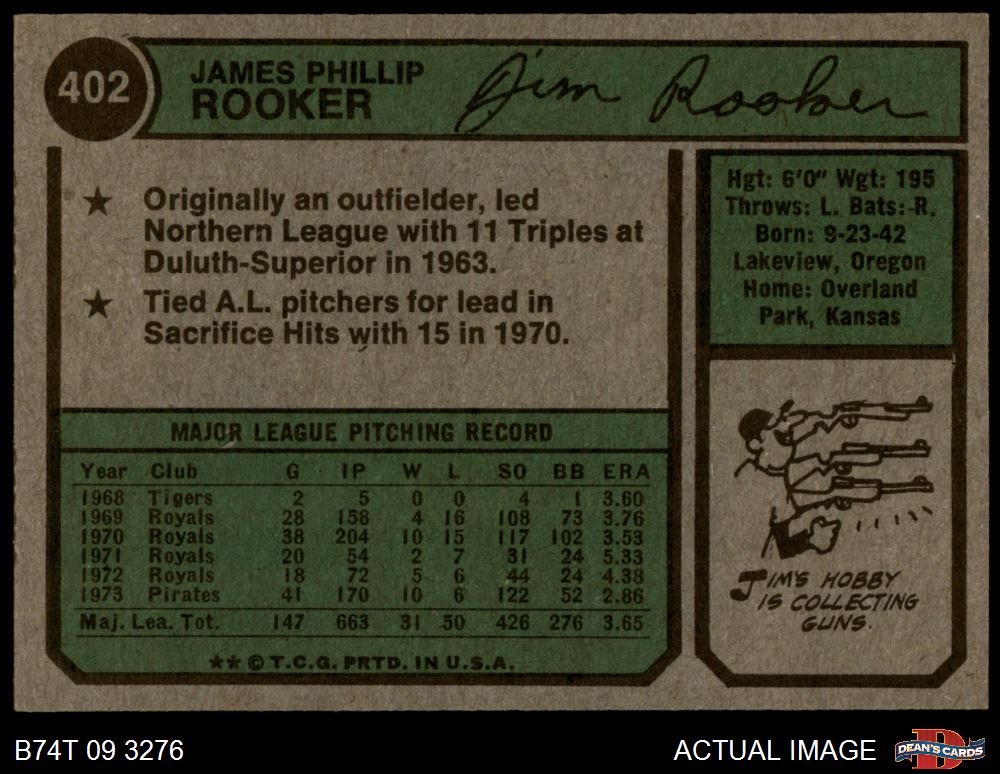 402
JAMES PHILLIP
ROOKER
Jim Rooker
★ Originally an outfielder, led
Northern League with 11 Triples at
Duluth-Superior in 1963.
★ Tied A.L. pitchers for lead in
Sacrifice Hits with 15 in 1970.
Hgt: 6'0" Wgt: 195
Throws: L. Bats: R.
Born: 9-23-42
Lakeview, Oregon
Home: Overland
Park, Kansas
MAJOR LEAGUE PITCHING RECORD
Year Club G IP W L SO BB ERA
1968 Tigers 2 5 0 0 4 1 3.60
1969 Royals 28 158 4 16 108 73 3.76
1970 Royals 38 204 10 15 117 102 3.53
1971 Royals 20 54 2 7 31 24 5.33
1972 Royals 18 72 5 6 44 24 4.38
1973 Pirates 41 170 10 6 122 52 2.86
Maj. Lea. Tot. 147 663 31 50 426 276 3.65
**© T.C.G. PRTD. IN U.S.A.
JIM'S HOBBY
IS COLLECTING
GUNS.
B74T 09 3276
ACTUAL IMAGE
D
DEAN'S CARDS